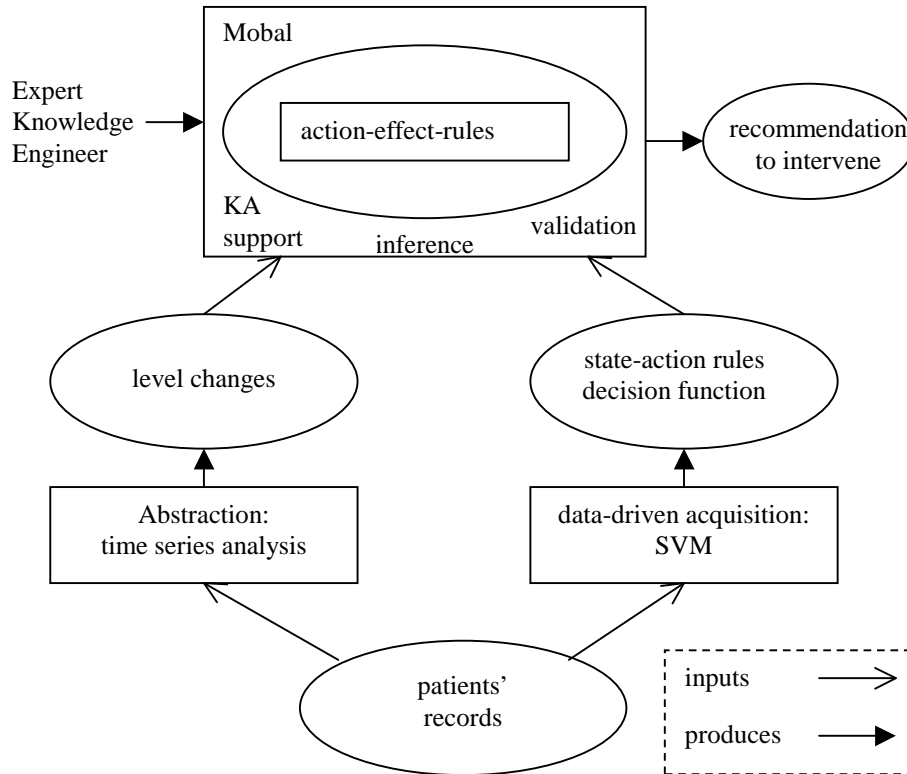 Mobal
Expert
Knowledge
Engineer
action-effect-rules
recommendation
to intervene
KA
support
inference
validation
level changes
state-action rules
decision function
Abstraction:
time series analysis
data-driven acquisition:
SVM
patients’
records
inputs
produces